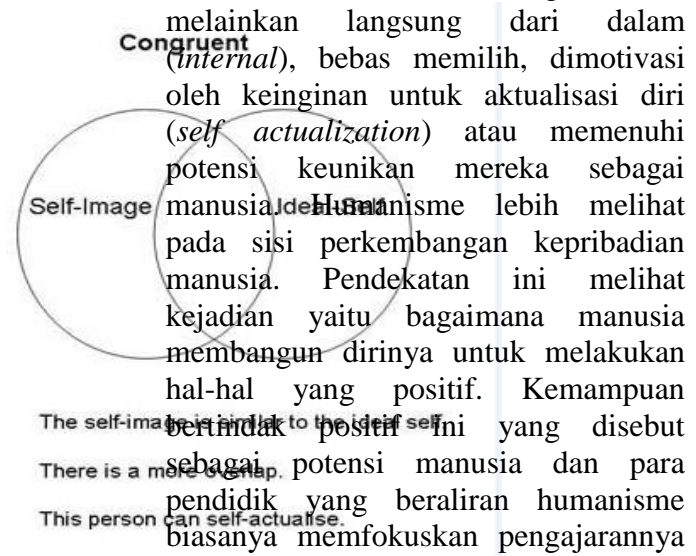 melainkan langsung dari dalam
Congruent
(internal), bebas memilih, dimotivasi
oleh keinginan untuk aktualisasi diri
(self actualization) atau memenuhi
potensi keunikan mereka sebagai
Self-Image
Ideal-Self
manusia. Humanisme lebih melihat
pada sisi perkembangan kepribadian
manusia. Pendekatan ini melihat
kejadian yaitu bagaimana manusia
membangun dirinya untuk melakukan
hal-hal yang positif. Kemampuan
The self-image is similar to the ideal self.
bertindak positif ini yang disebut
There is a more overlap.
sebagai potensi manusia dan para
pendidik yang beraliran humanisme
This person can self-actualise.
biasanya memfokuskan pengajarannya